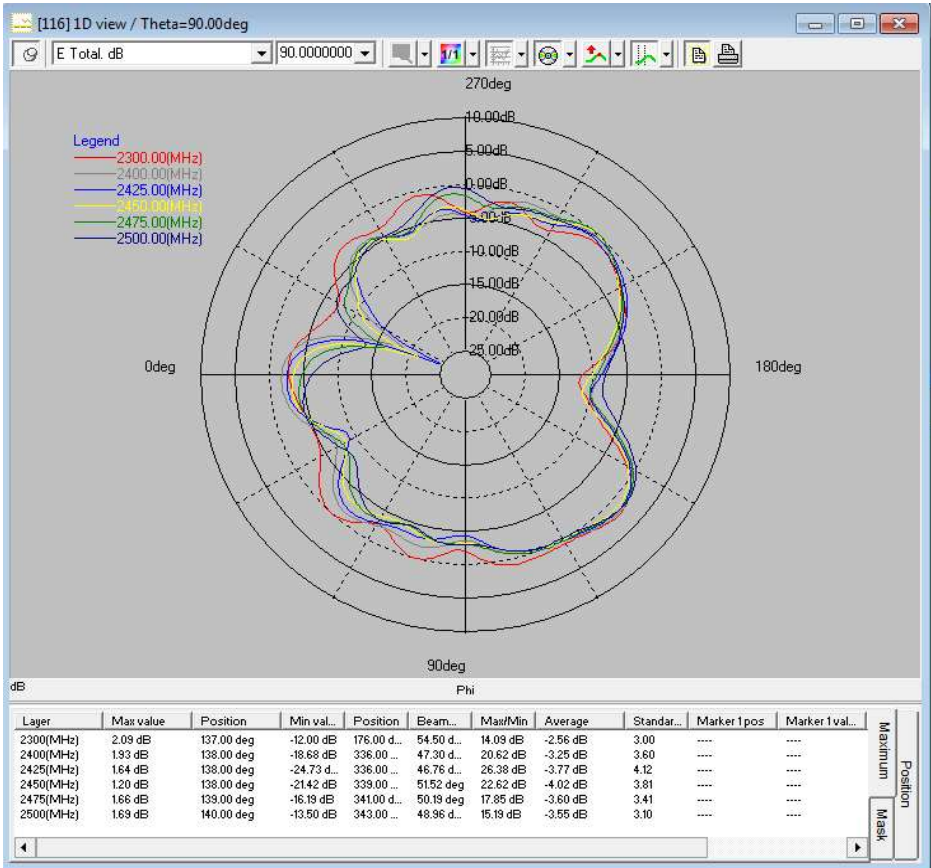 [116] 1D view / Theta=90.00deg
E Total. dB 90.0000000 1/1
270deg
10.00dB
Legend
5.00dB
2300.00(MHz)
2400.00(MHz)
0.00dB
2425.00(MHz)
2450.00(MHz)
2475.00(MHz)
2500.00(MHz)
-10.00dB
-15.00dB
-20.00dB
-25.00dB
0deg
180deg
90deg
dB Phi
Layer Max value Position Min val... Position Beam... Max/Min Average Standar... Marker 1 pos Marker 1 val...
2300(MHz) 2.09 dB 137.00 deg -12.00 dB 176.00 d... 54.50 d... 14.09 dB -2.56 dB 3.00 ---- ----
2400(MHz) 1.93 dB 138.00 deg -18.68 dB 336.00 ... 47.30 d... 20.62 dB -3.25 dB 3.60 ---- ----
2425(MHz) 1.64 dB 138.00 deg -24.73 d... 336.00 ... 46.76 d... 26.38 dB -3.77 dB 4.12 ---- ----
2450(MHz) 1.20 dB 138.00 deg -21.42 dB 339.00 ... 51.52 deg 22.62 dB -4.02 dB 3.81 ---- ----
2475(MHz) 1.66 dB 139.00 deg -16.19 dB 341.00 d... 50.19 deg 17.85 dB -3.60 dB 3.41 ---- ----
2500(MHz) 1.69 dB 140.00 deg -13.50 dB 343.00 ... 48.96 d... 15.19 dB -3.55 dB 3.10 ---- ----
Maximum
Position
Mask